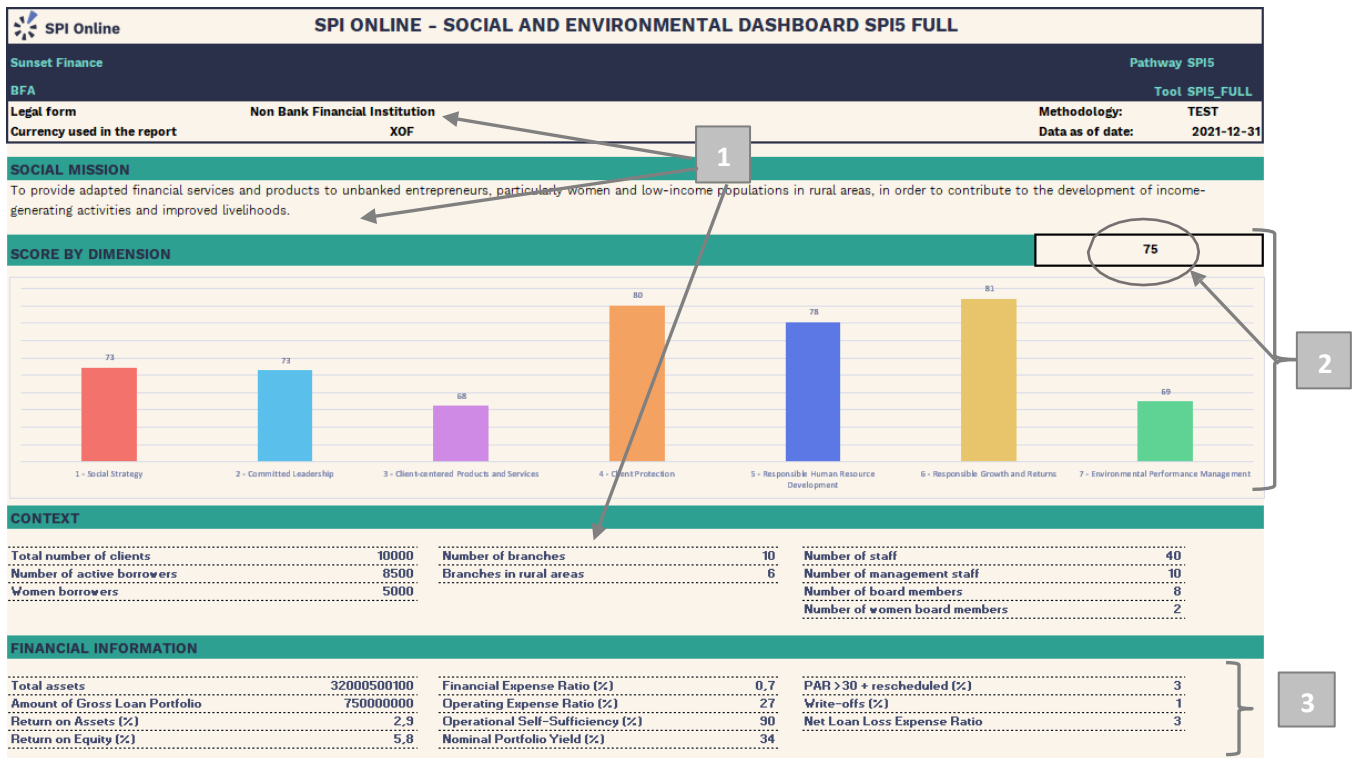 SPI Online
SPI ONLINE - SOCIAL AND ENVIRONMENTAL DASHBOARD SPI5 FULL
Sunset Finance Pathway SPI5
BFA Tool SPI5_FULL
Legal form Non Bank Financial Institution Methodology: TEST
Currency used in the report XOF Data as of date: 2021-12-31
1
SOCIAL MISSION
To provide adapted financial services and products to unbanked entrepreneurs, particularly women and low-income populations in rural areas, in order to contribute to the development of income-
generating activities and improved livelihoods.
SCORE BY DIMENSION 75
73 73 68 80 78 81 69
2
1 - Social Strategy 2 - Committed Leadership 3 - Client-centered Products and Services 4 - Client Protection 5 - Responsible Human Resource 6 - Responsible Growth and Returns 7 - Environmental Performance Management
Development
CONTEXT
Total number of clients 10000 Number of branches 10 Number of staff 40
Number of active borrowers 8500 Branches in rural areas 6 Number of management staff 10
Women borrowers 5000 Number of board members 8
Number of women board members 2
FINANCIAL INFORMATION
Total assets 32000500100 Financial Expense Ratio (%) 0,7 PAR >30 + rescheduled (%) 3
Amount of Gross Loan Portfolio 750000000 Operating Expense Ratio (%) 27 Write-offs (%) 1
Return on Assets (%) 2,9 Operational Self-Sufficiency (%) 90 Net Loan Loss Expense Ratio 3
Return on Equity (%) 5,8 Nominal Portfolio Yield (%) 34
3